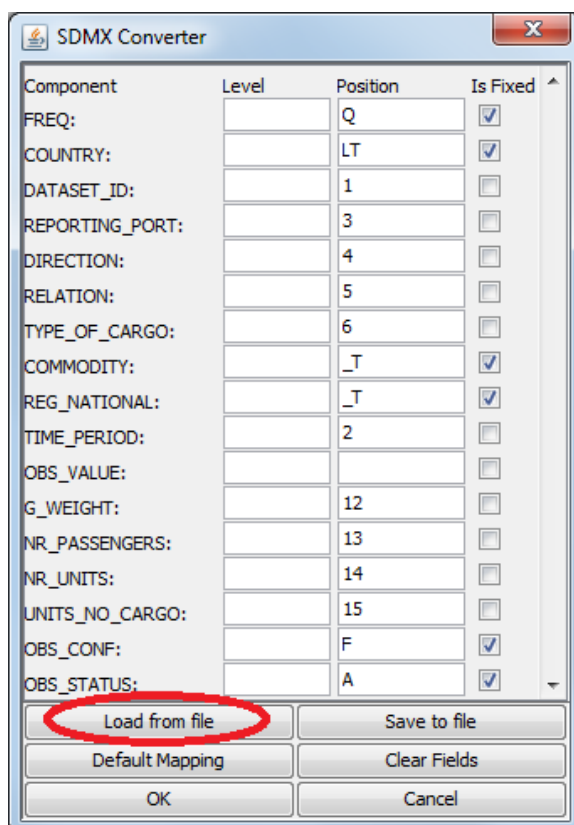 SDMX Converter
Component Level Position Is Fixed
FREQ: Q
COUNTRY: LT
DATASET_ID: 1
REPORTING_PORT: 3
DIRECTION: 4
RELATION: 5
TYPE_OF_CARGO: 6
COMMODITY: _T
REG_NATIONAL: _T
TIME_PERIOD: 2
OBS_VALUE:
G_WEIGHT: 12
NR_PASSENGERS: 13
NR_UNITS: 14
UNITS_NO_CARGO: 15
OBS_CONF: F
OBS_STATUS: A
Load from file Save to file
Default Mapping Clear Fields
OK Cancel